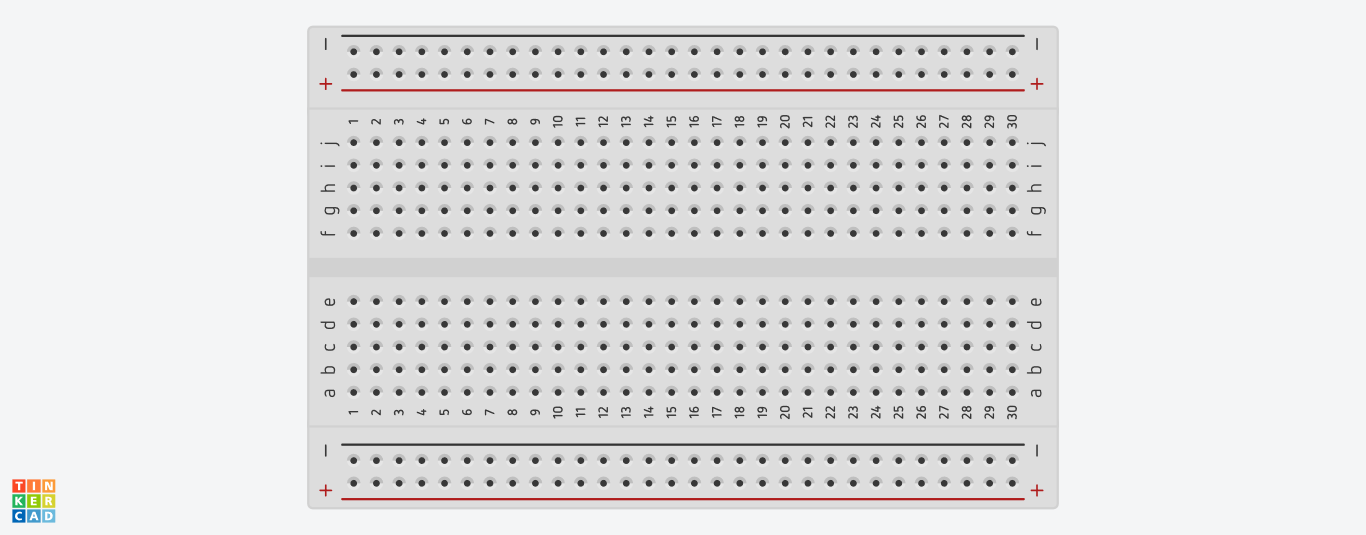 − −
+ +
1 2 3 4 5 6 7 8 9 10 11 12 13 14 15 16 17 18 19 20 21 22 23 24 25 26 27 28 29 30
j j
i i
h h
g g
f f
e e
d d
c c
b b
a a
1 2 3 4 5 6 7 8 9 10 11 12 13 14 15 16 17 18 19 20 21 22 23 24 25 26 27 28 29 30
− −
+ +
TIN
KER
CAD